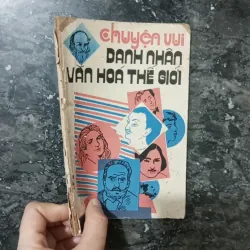 chuyện vui
DANH NHÂN
VĂN HOÁ THẾ GIỚI